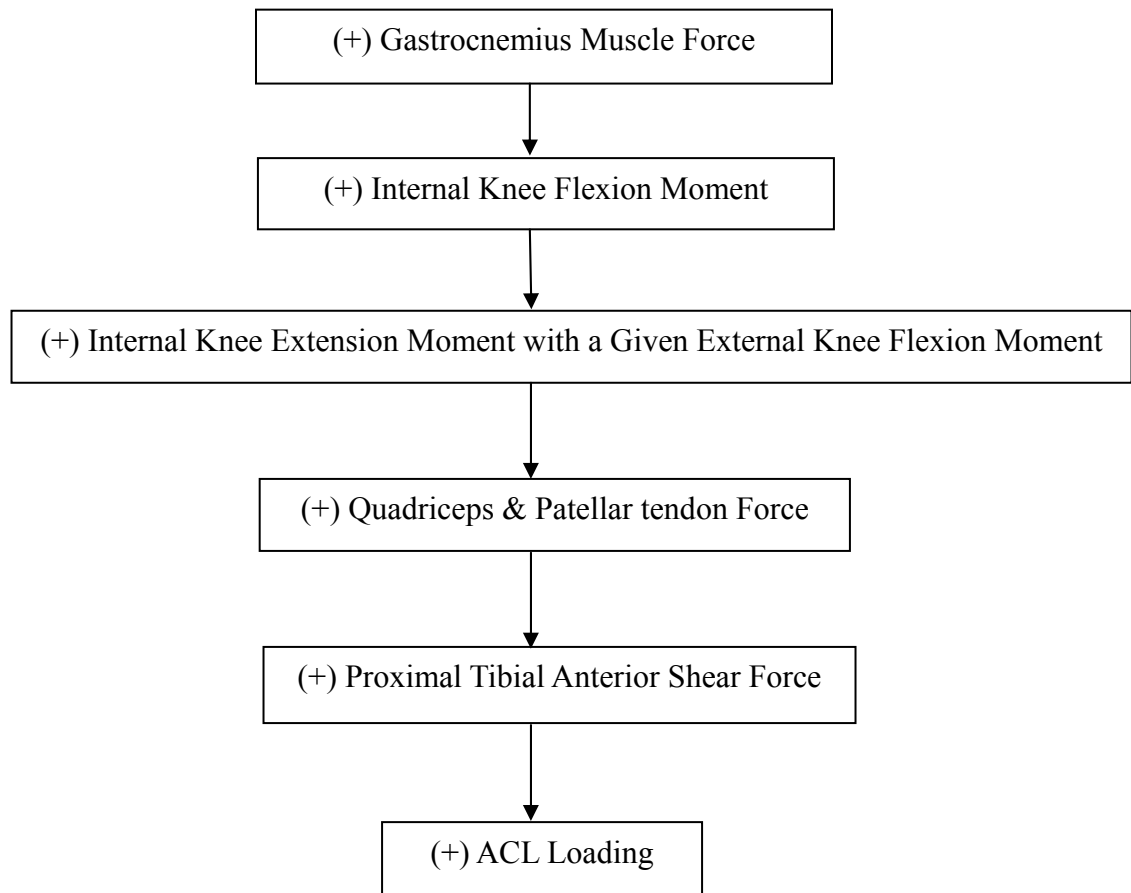 (+) Gastrocnemius Muscle Force
(+) Internal Knee Flexion Moment
(+) Internal Knee Extension Moment with a Given External Knee Flexion Moment
(+) Quadriceps & Patellar tendon Force
(+) Proximal Tibial Anterior Shear Force
(+) ACL Loading